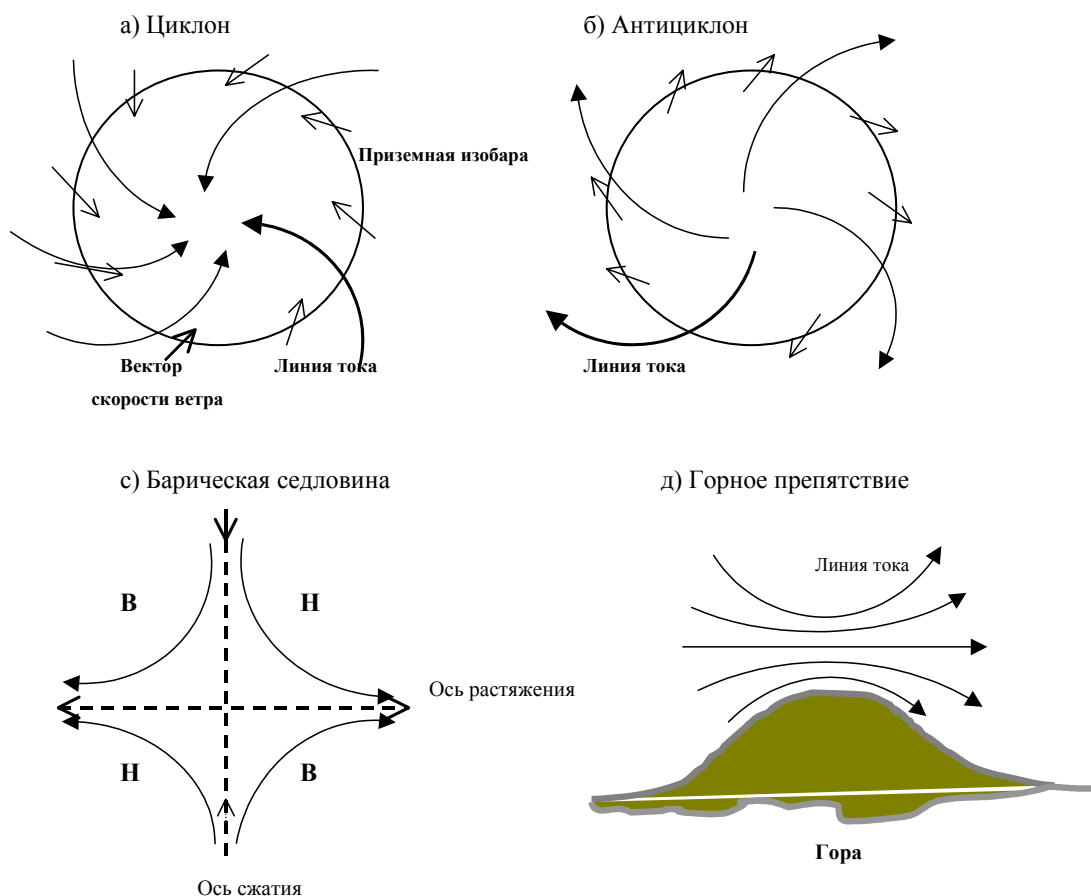 а) Циклон
б) Антициклон
Приземная изобара
Вектор
скорости ветра
Линия тока
Линия тока
с) Барическая седловина
д) Горное препятствие
Линия тока
В
Н
Ось растяжения
Н
В
Гора
Ось сжатия